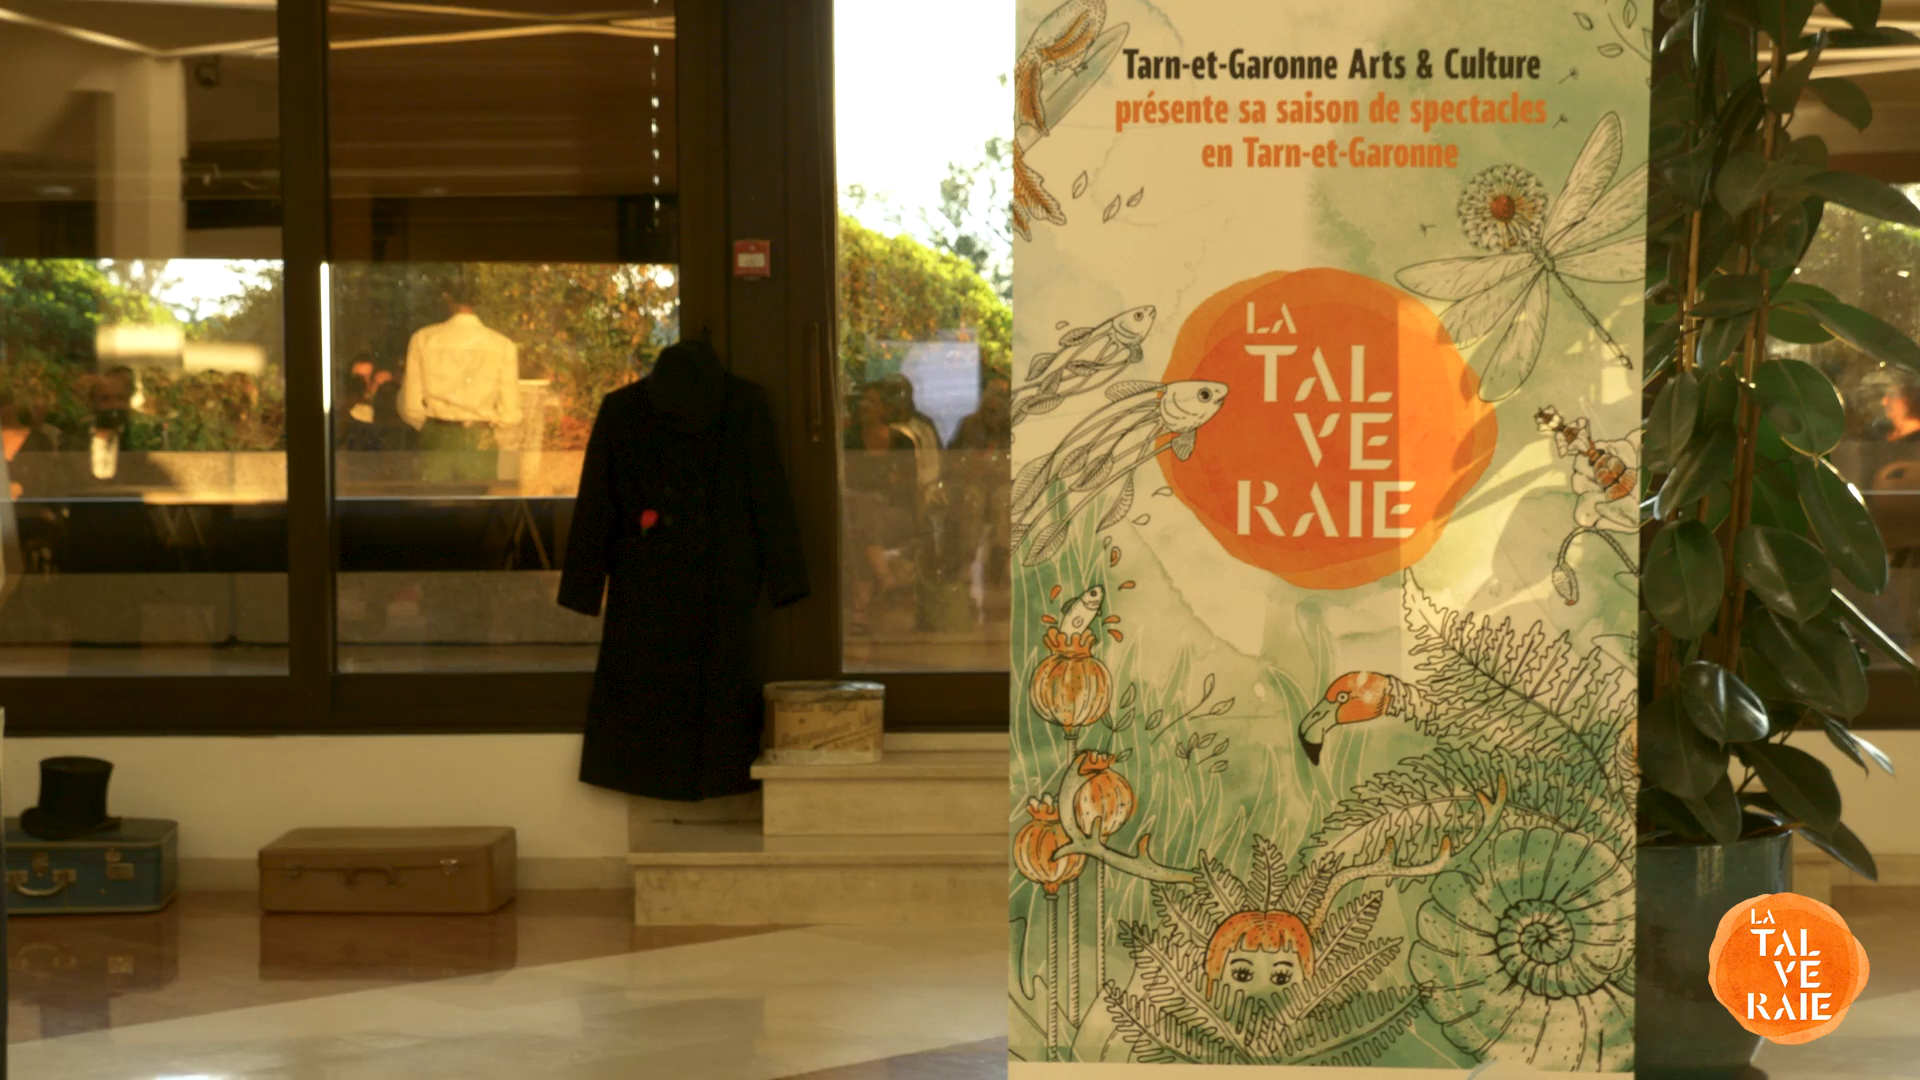 Tarn-et-Garonne Arts & Culture
présente sa saison de spectacles
en Tarn-et-Garonne
LA
TAL
VE
RAIE
LA
TAL
VE
RAIE